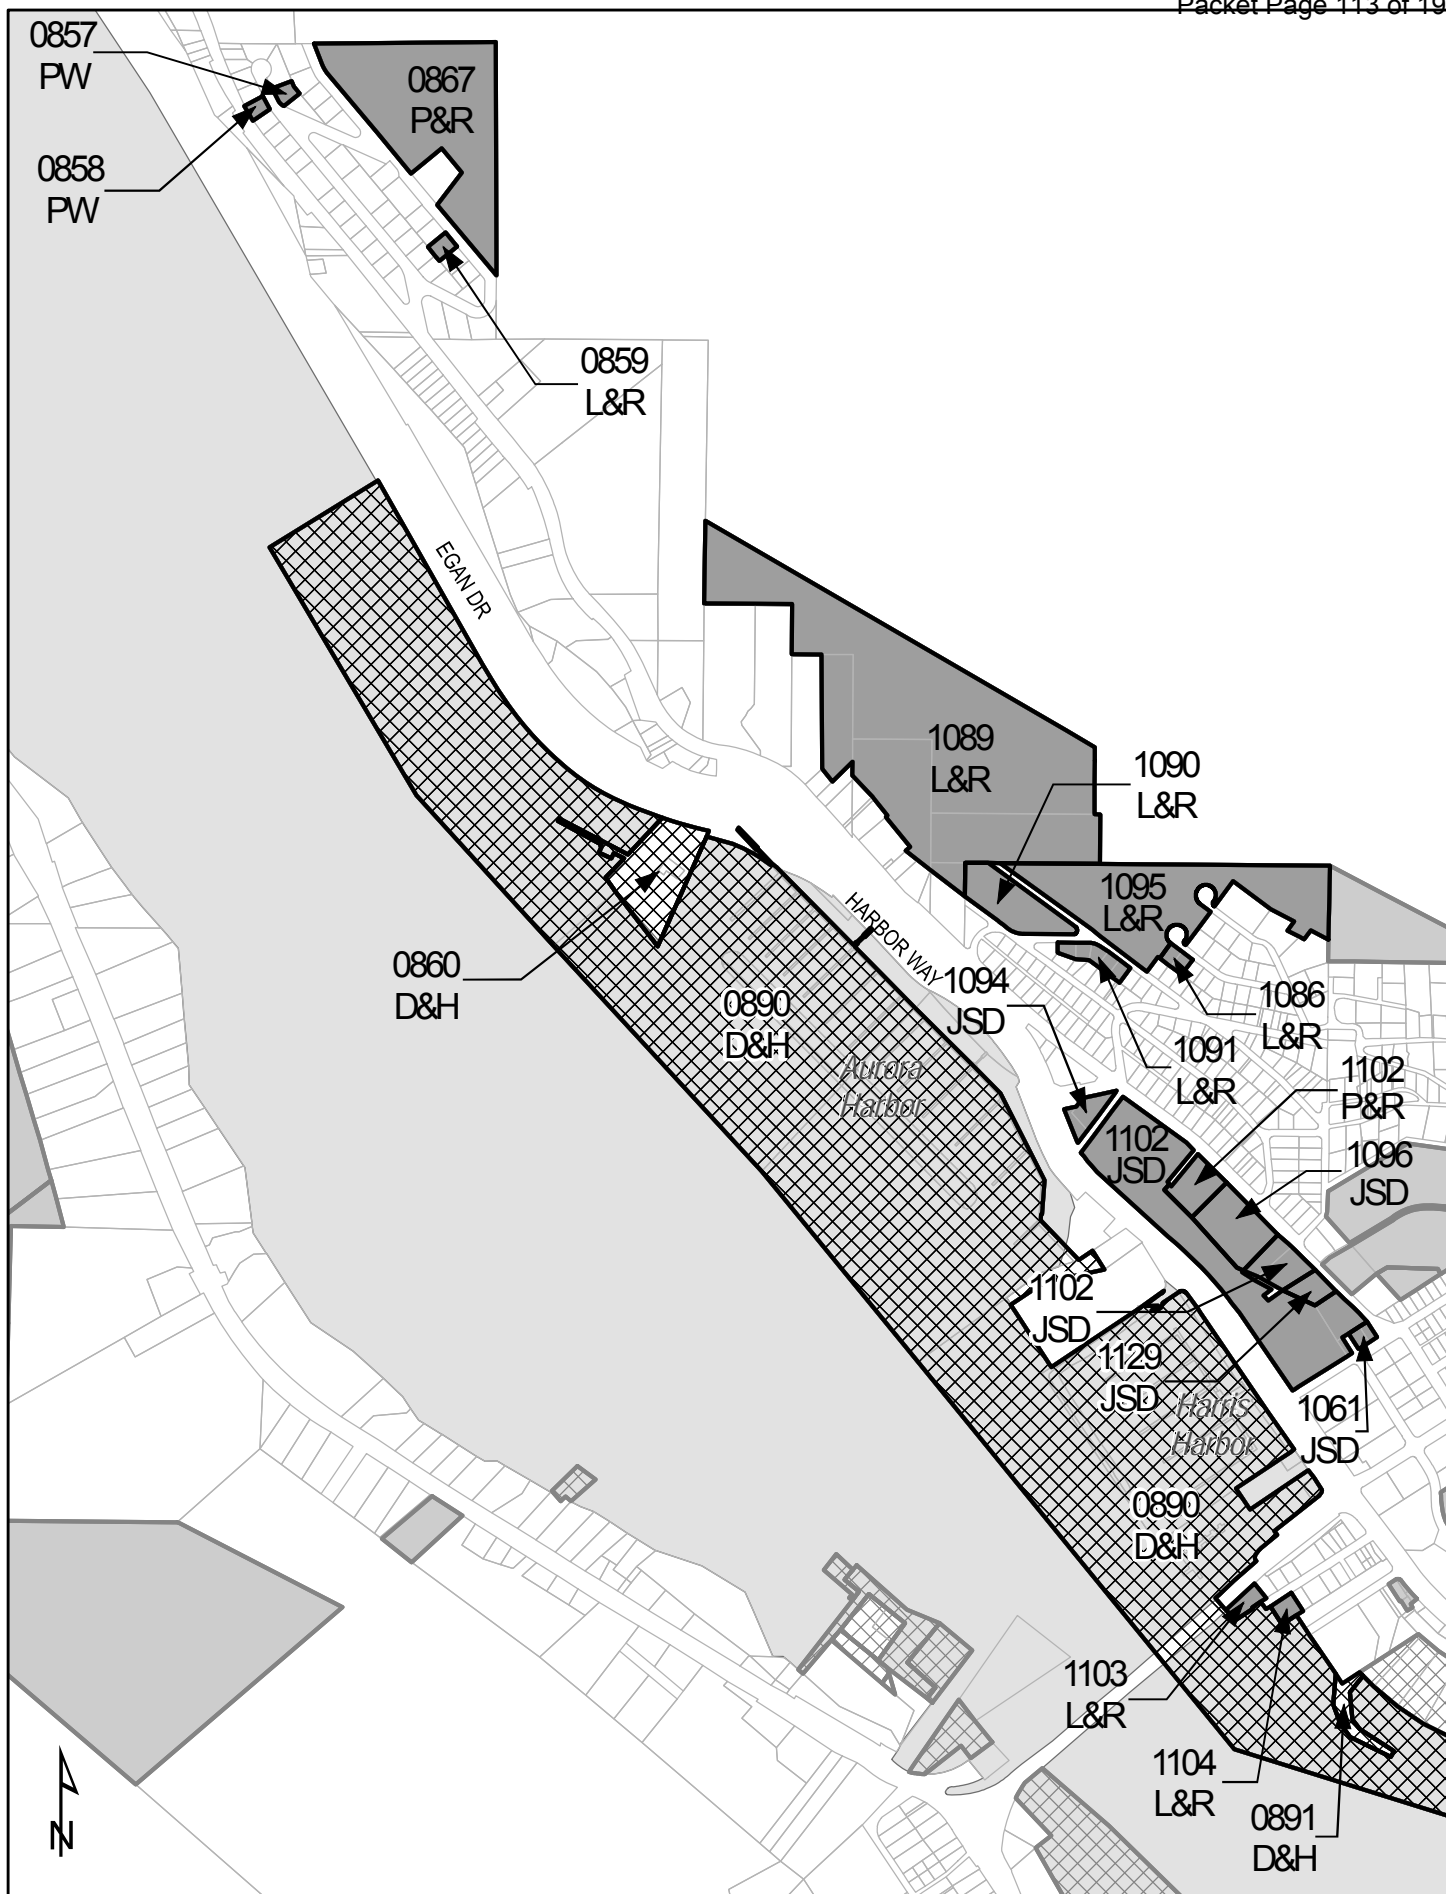 Packet Page 113 of 19
0857
PW
0867
P&R
0858
PW
0859
L&R
EGAN DR
1089
L&R
1090
L&R
1095
L&R
HARBOR WAY
0860
D&H
0890
D&H
1094
JSD
1086
L&R
1091
L&R
Aurora
Harbor
1102
P&R
1102
JSD
1096
JSD
1102
JSD
1129
JSD
Harris
Harbor
1061
JSD
0890
D&H
1103
L&R
1104
L&R
0891
D&H
N